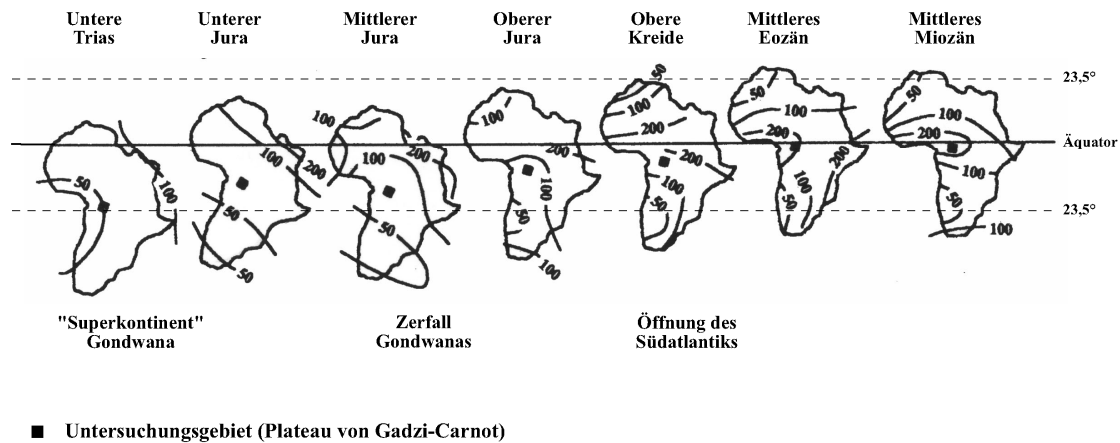 Untere Trias
Unterer Jura
Mittlerer Jura
Oberer Jura
Obere Kreide
Mittleres Eozän
Mittleres Miozän
23,5°
Äquator
23,5°
50 100
100 200 50 50
100 200 100 50
100 200 100 50 100
50 100 200 200 100 50
50 100 200 200 100 50
50 100 200 100 50 100
"Superkontinent"
Gondwana
Zerfall
Gondwanas
Öffnung des
Südatlantiks
Untersuchungsgebiet (Plateau von Gadzi-Carnot)